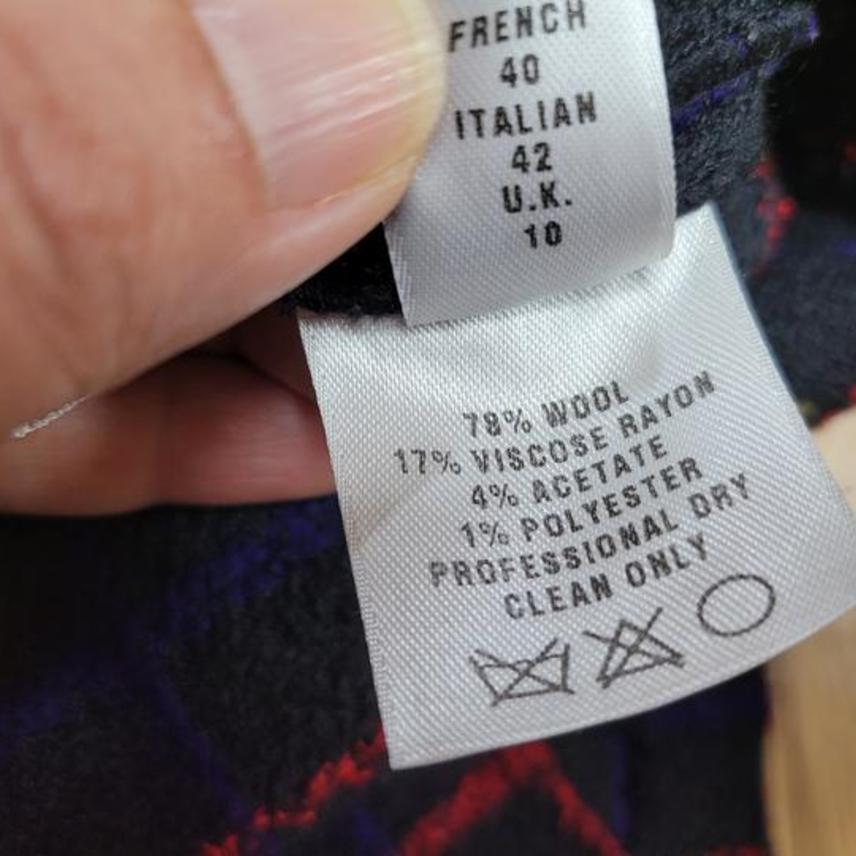 FRENCH
40
ITALIAN
42
U.K.
10
78% WOOL
17% VISCOSE RAYON
4% ACETATE
1% POLYESTER
PROFESSIONAL DRY
CLEAN ONLY